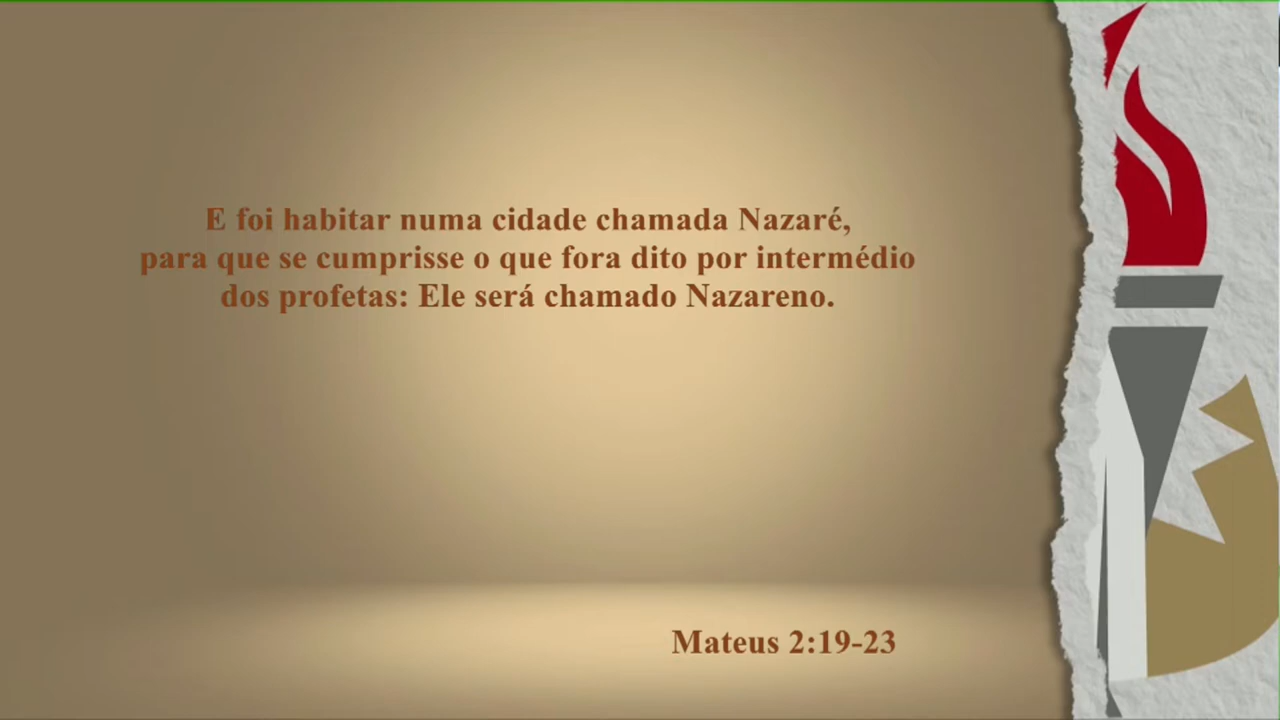 E foi habitar numa cidade chamada Nazaré,
para que se cumprisse o que fora dito por intermédio
dos profetas: Ele será chamado Nazareno.
Mateus 2:19-23